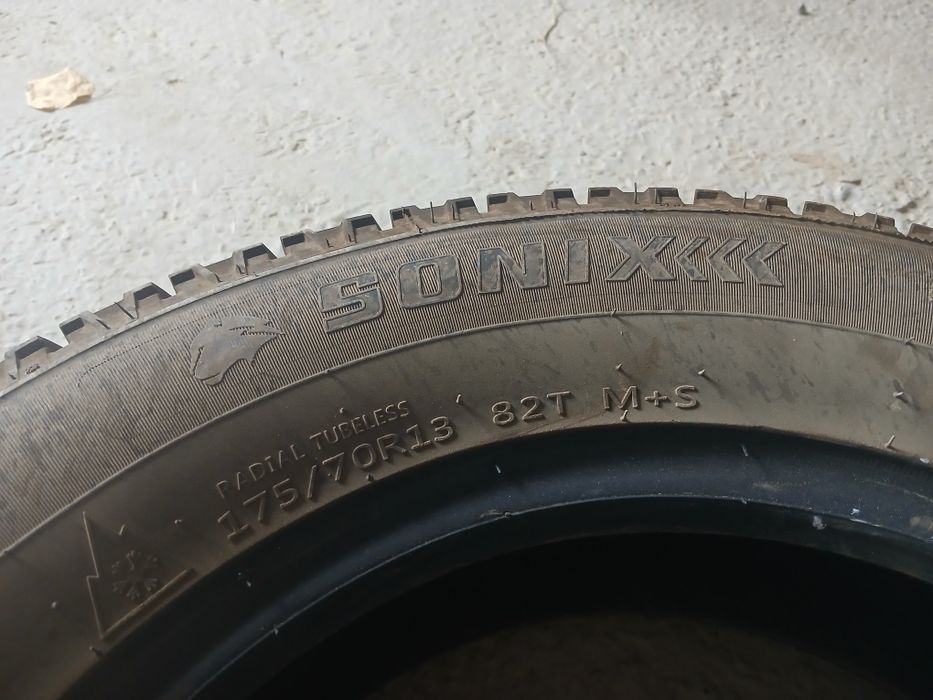 SONIX
RADIAL TUBELESS
175/70R13 82T M+S